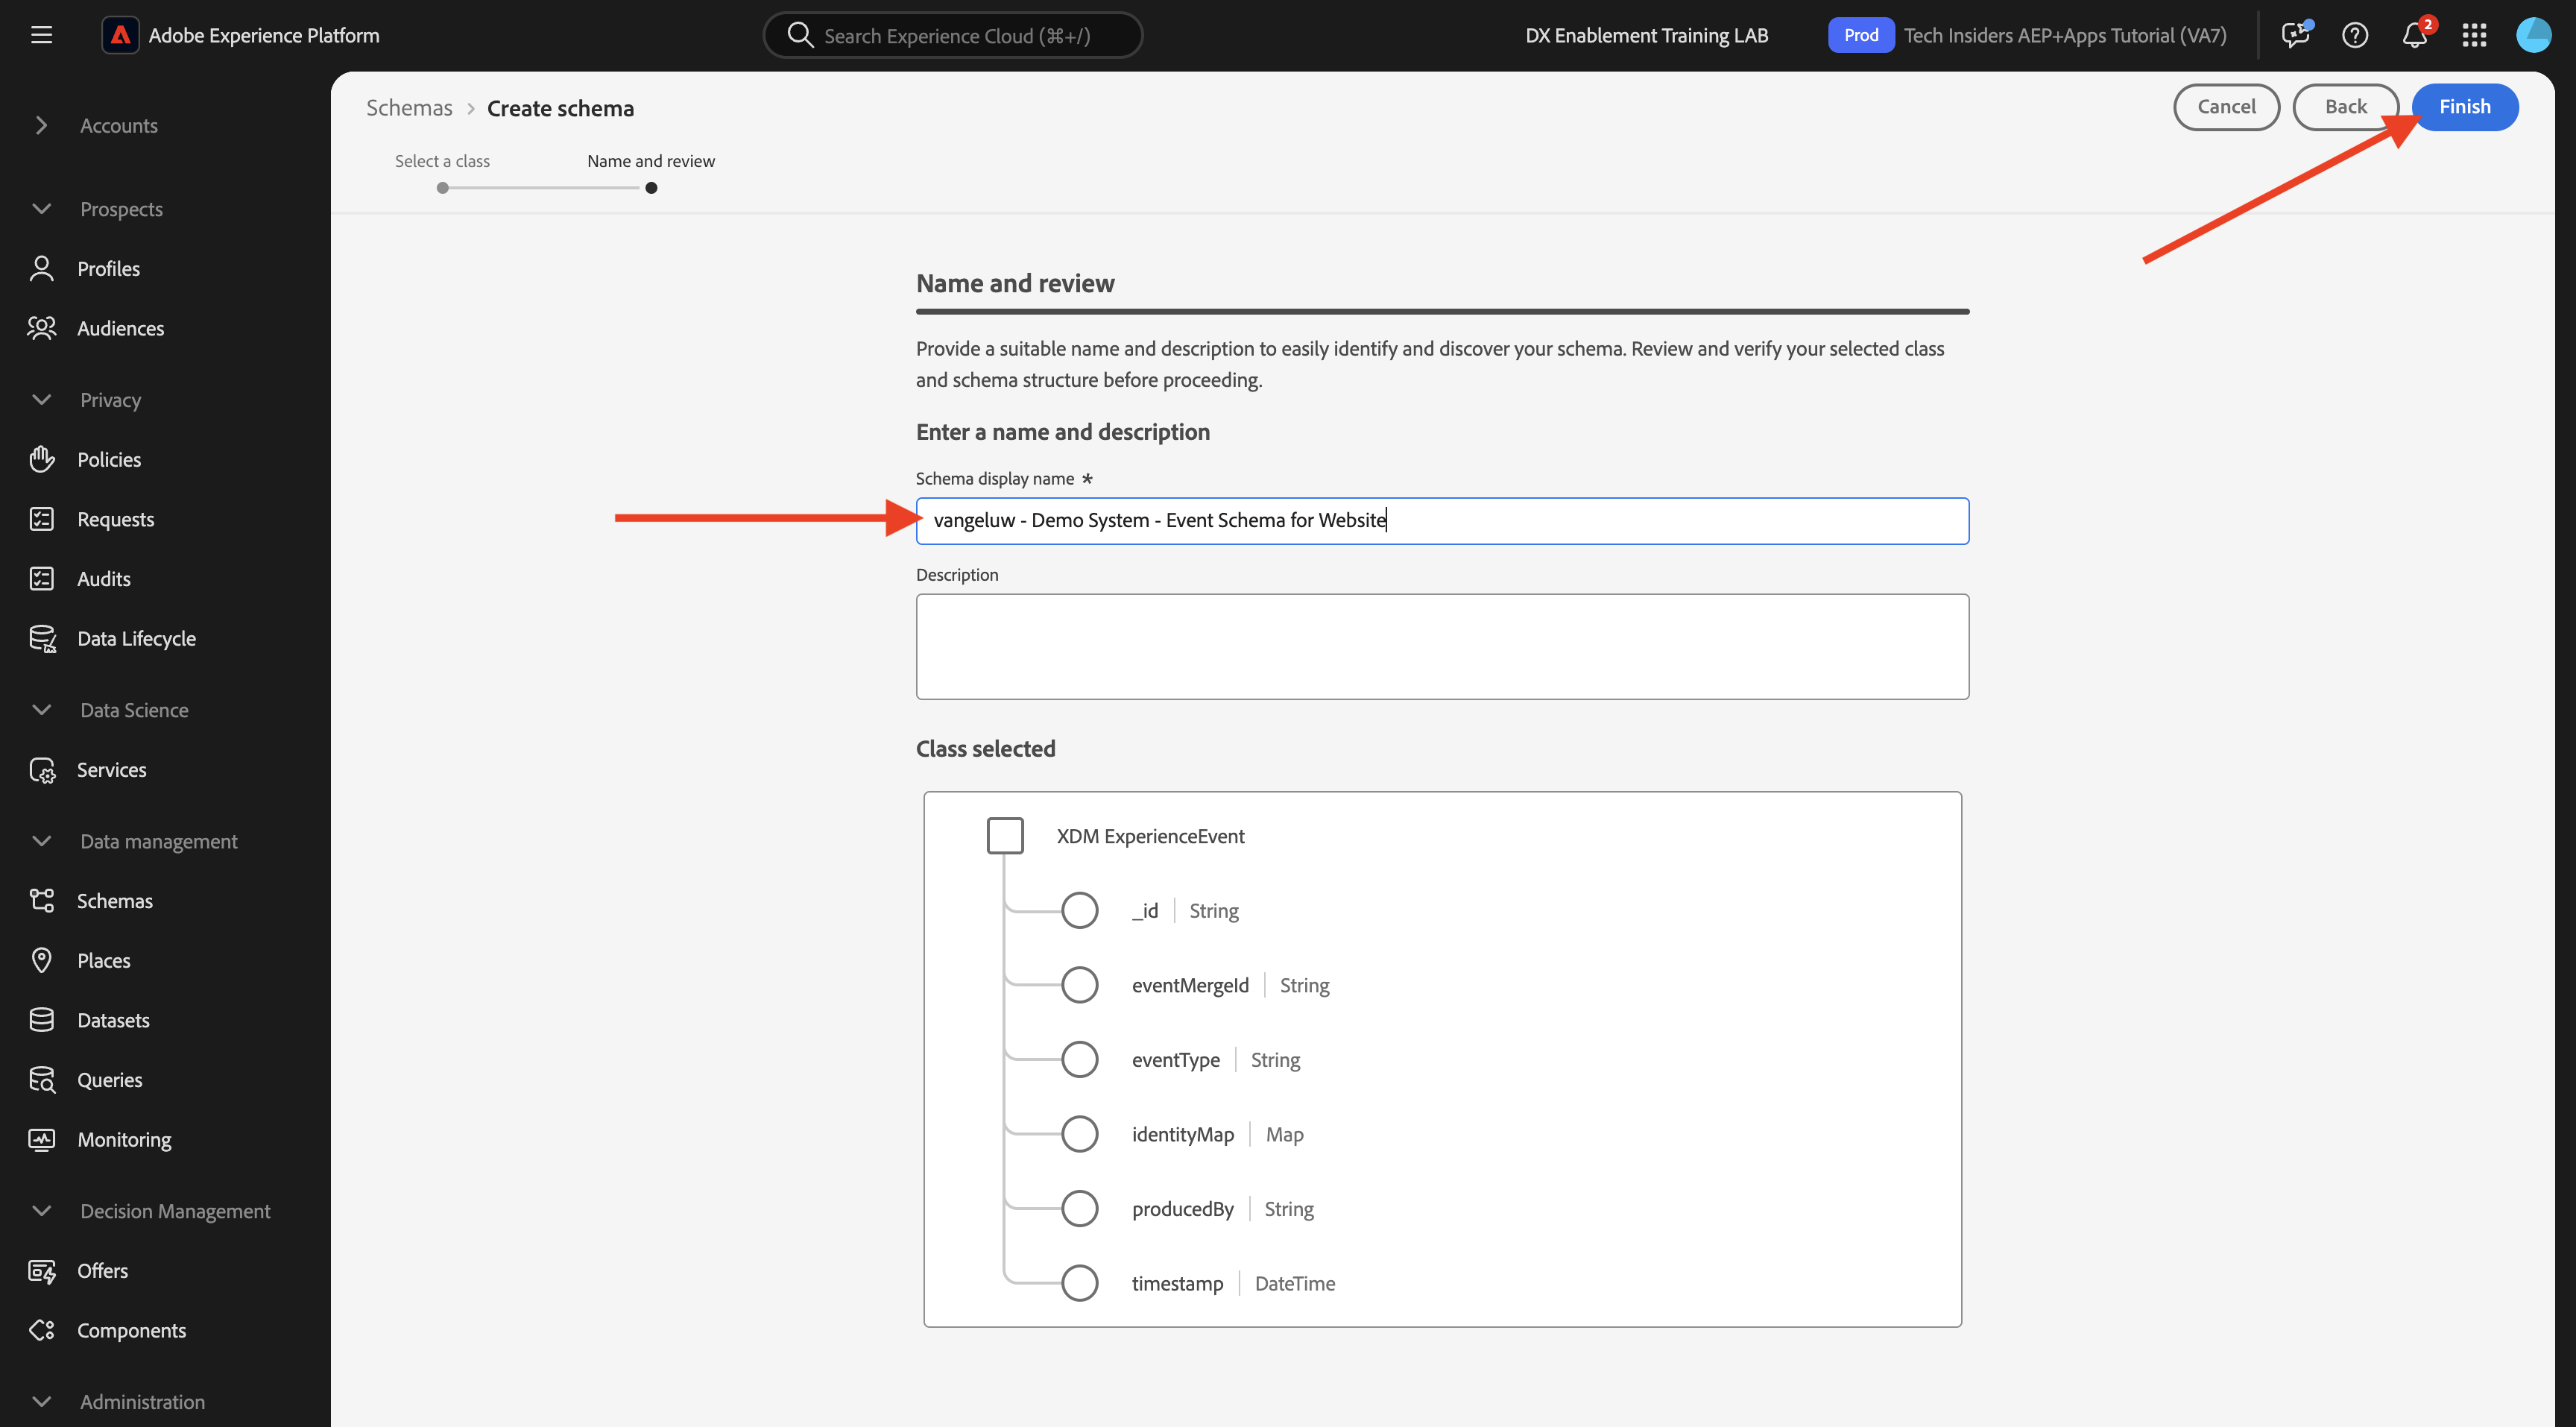 Adobe Experience Platform
Search Experience Cloud (⌘+/)
DX Enablement Training LAB
Prod
Tech Insiders AEP+Apps Tutorial (VA7)
2
Accounts
Prospects
Profiles
Audiences
Privacy
Policies
Requests
Audits
Data Lifecycle
Data Science
Services
Data management
Schemas
Places
Datasets
Queries
Monitoring
Decision Management
Offers
Components
Administration
Schemas > Create schema
Cancel
Back
Finish
Select a class
Name and review
Name and review
Provide a suitable name and description to easily identify and discover your schema. Review and verify your selected class
and schema structure before proceeding.
Enter a name and description
Schema display name *
vangeluw - Demo System - Event Schema for Website
Description
Class selected
XDM ExperienceEvent
_id | String
eventMergeId | String
eventType | String
identityMap | Map
producedBy | String
timestamp | DateTime